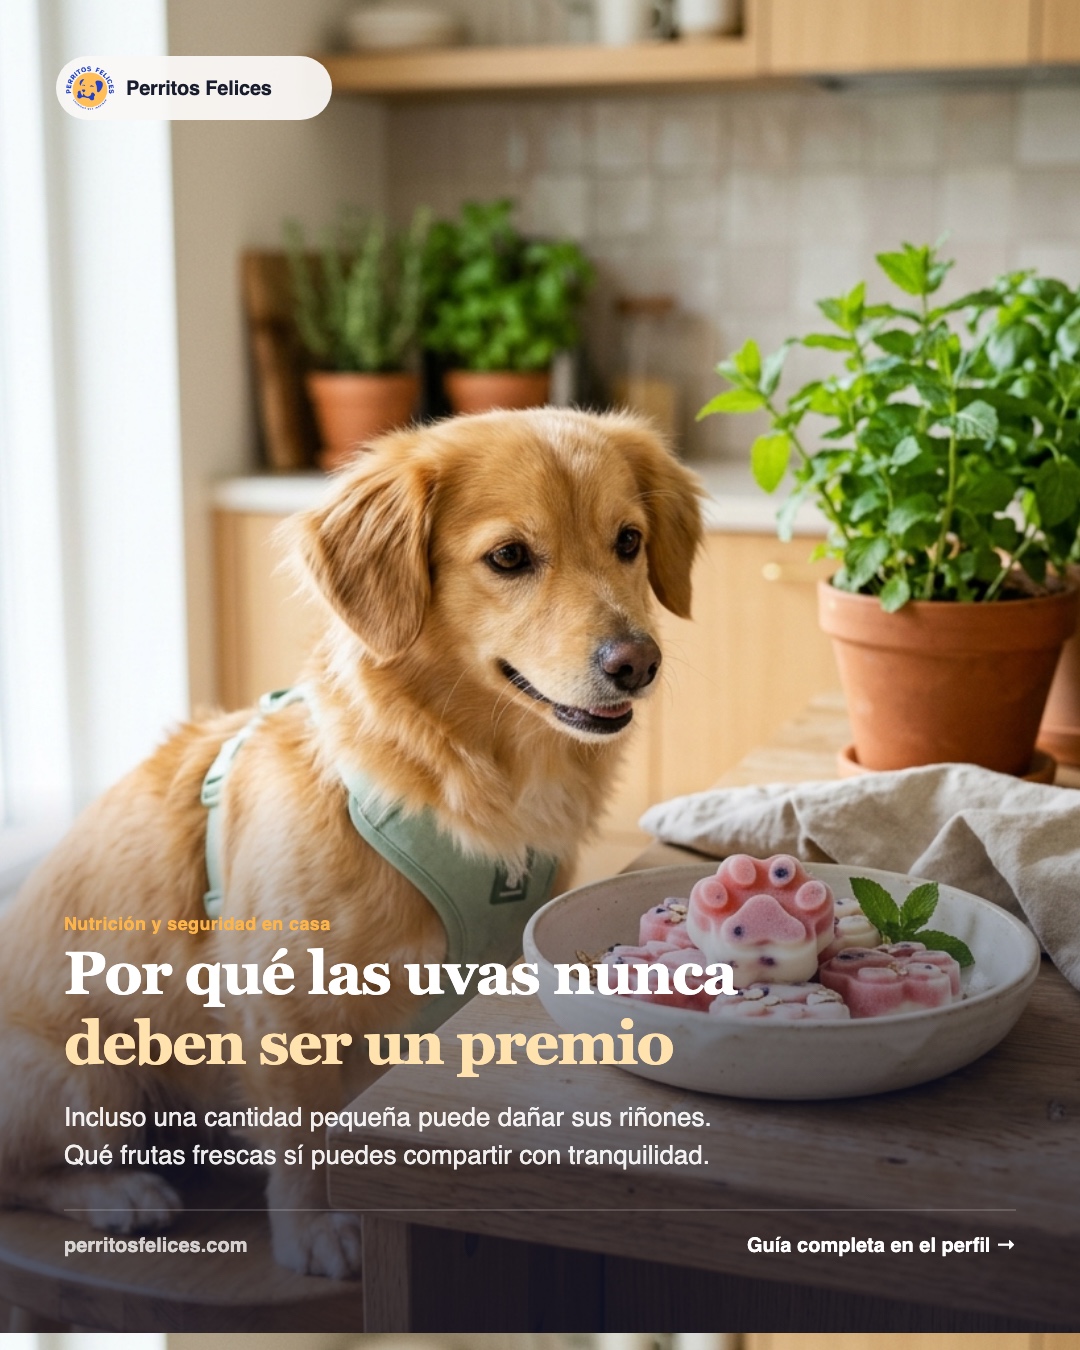 PERRITOS FELICES
Perritos Felices
Nutrición y seguridad en casa
Por qué las uvas nunca
deben ser un premio
Incluso una cantidad pequeña puede dañar sus riñones.
Qué frutas frescas sí puedes compartir con tranquilidad.
perritosfelices.com
Guía completa en el perfil →